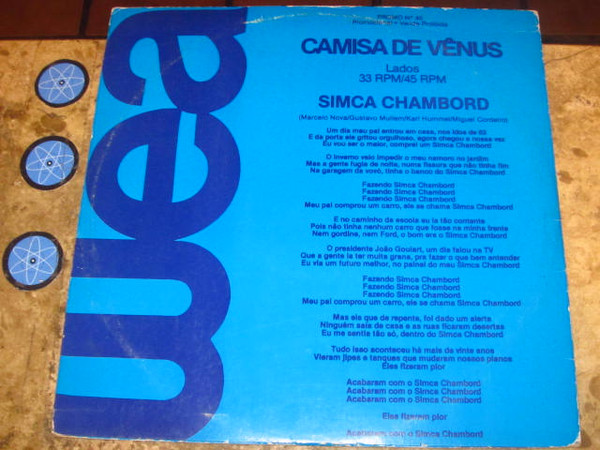 wea
PROMO Nº 40
CAMISA DE VÊNUS
Lados
33 RPM/45 RPM
SIMCA CHAMBORD
(Marcelo Nova/Gustavo Mullem/Karl Hummel/Miguel Cordeiro)
Um dia meu pai entrou em casa, nos idos de 63
E da porta ele gritou orgulhoso, agora chegou a nossa vez
Eu vou ser o maior, comprei um Simca Chambord
O inverno veio impedir o meu namoro no jardim
Mas a gente fugia de noite, numa fissura que não tinha fim
Na garagem da vovó, tinha o banco do Simca Chambord
Fazendo Simca Chambord
Fazendo Simca Chambord
Fazendo Simca Chambord
Meu pai comprou um carro, ele se chama Simca Chambord
E no caminho da escola eu ia tão contente
Pois não tinha nenhum carro que fosse na minha frente
Nem gordine, nem Ford, o bom era o Simca Chambord
O presidente João Goulart, um dia falou na TV
Que a gente ia ter muita grana, pra fazer o que bem entender
Eu vi um futuro melhor, no painel do meu Simca Chambord
Fazendo Simca Chambord
Fazendo Simca Chambord
Fazendo Simca Chambord
Meu pai comprou um carro, ele se chama Simca Chambord
Mas eis que de repente, foi dado um alerta
Ninguém saía de casa e as ruas ficaram desertas
Eu me sentia tão só, dentro do Simca Chambord
Tudo isso aconteceu há mais de vinte anos
Vieram jipes e tanques que mudaram nossos planos
Eles fizeram pior
Acabaram com o Simca Chambord
Acabaram com o Simca Chambord
Acabaram com o Simca Chambord
Eles fizeram pior
Acabaram com o Simca Chambord